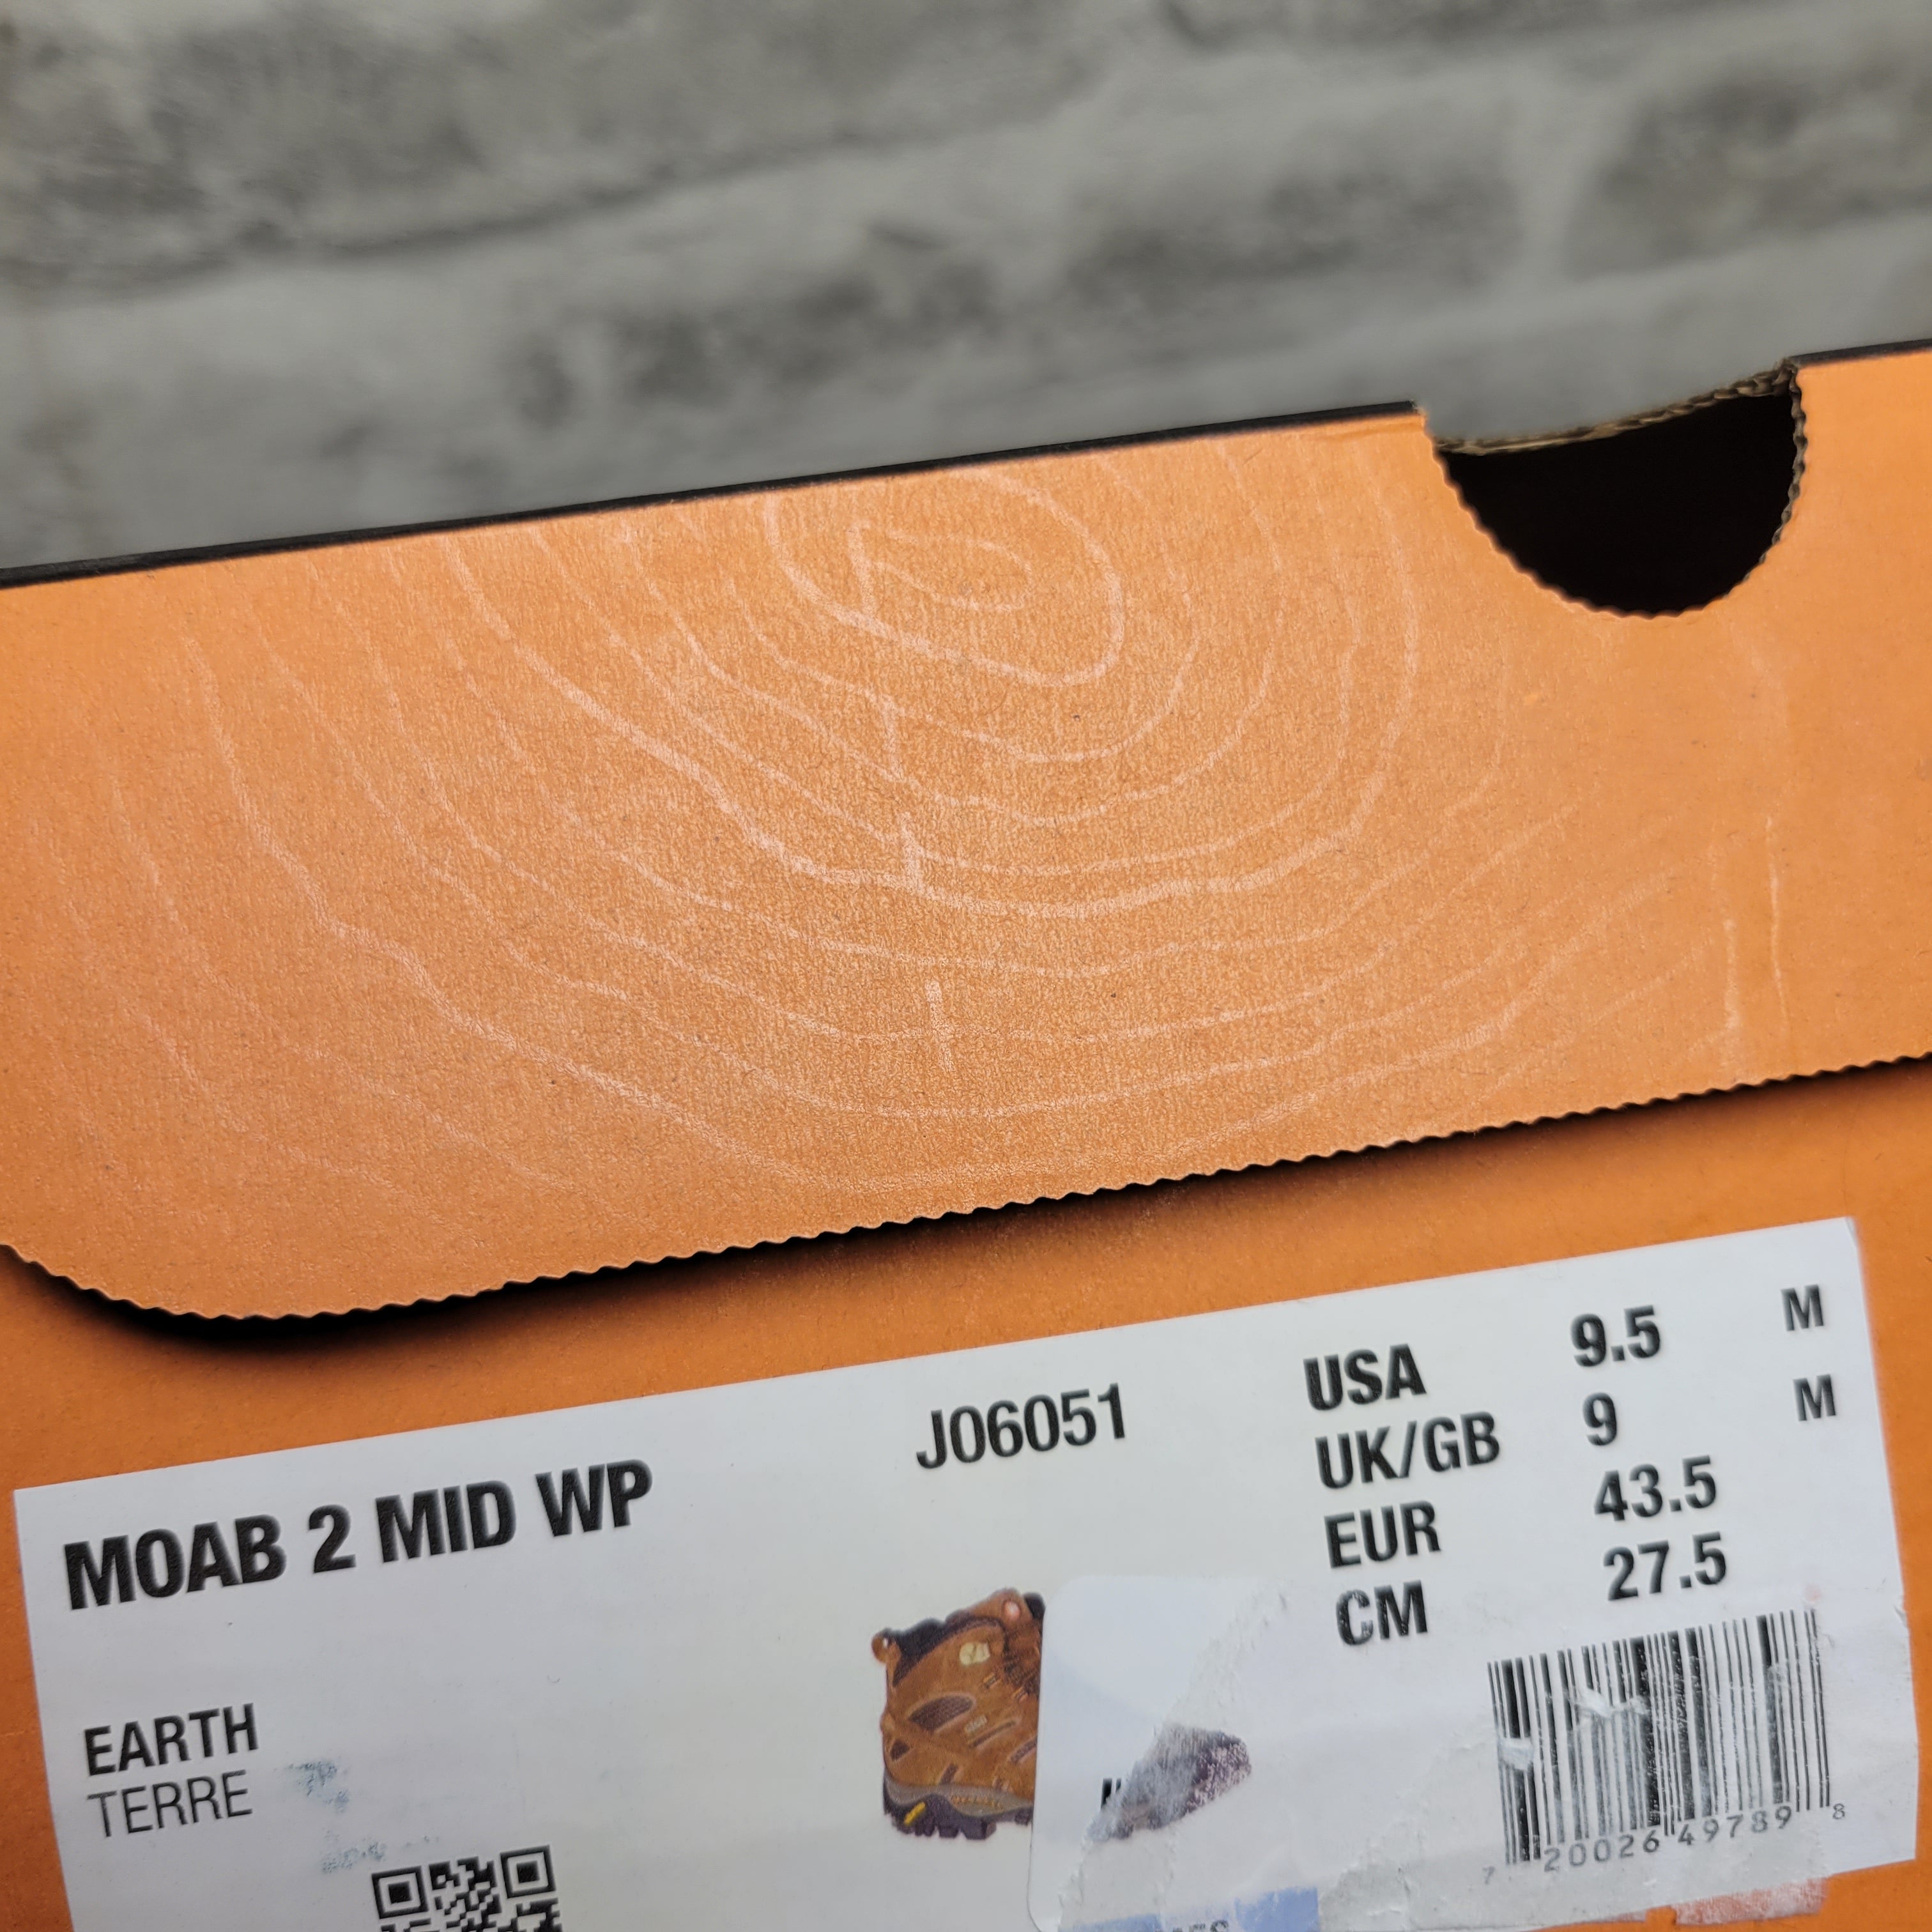 MOAB 2 MID WP
J06051
USA 9.5 M
UK/GB 9 M
EUR 43.5
CM 27.5
EARTH
TERRE
7 20026 49789 8